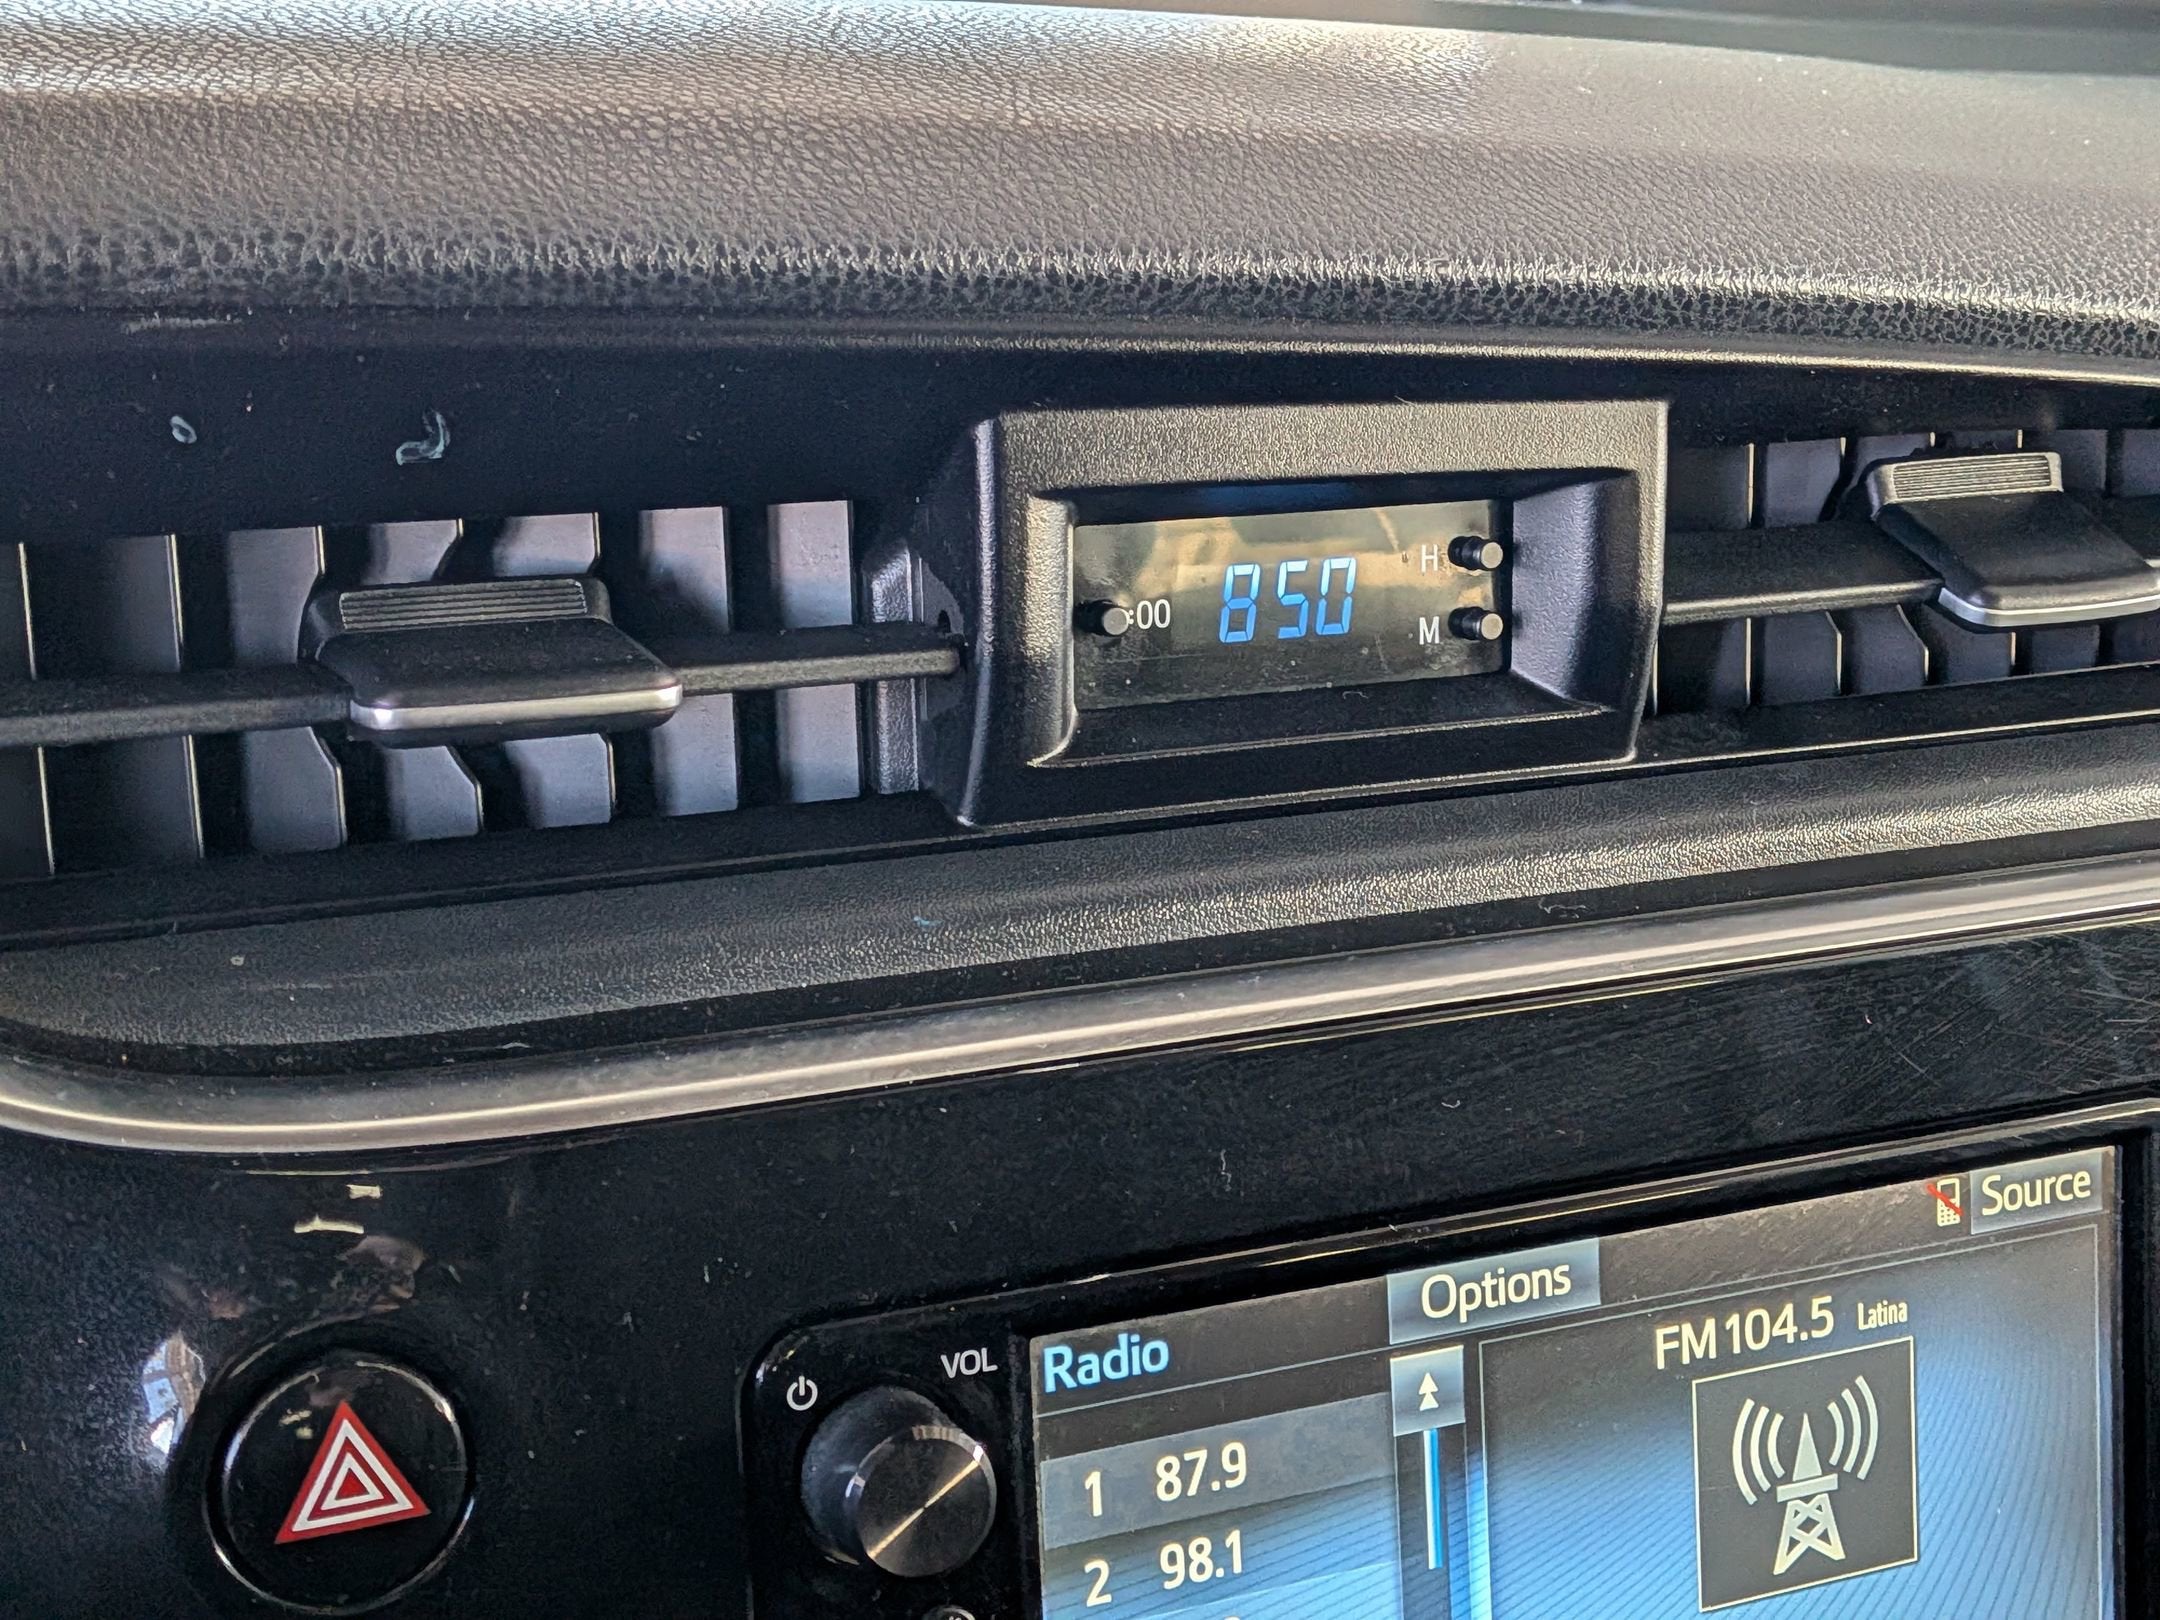 :00
850
H
M
Source
Options
VOL
Radio
FM 104.5 Latina
1 87.9
2 98.1